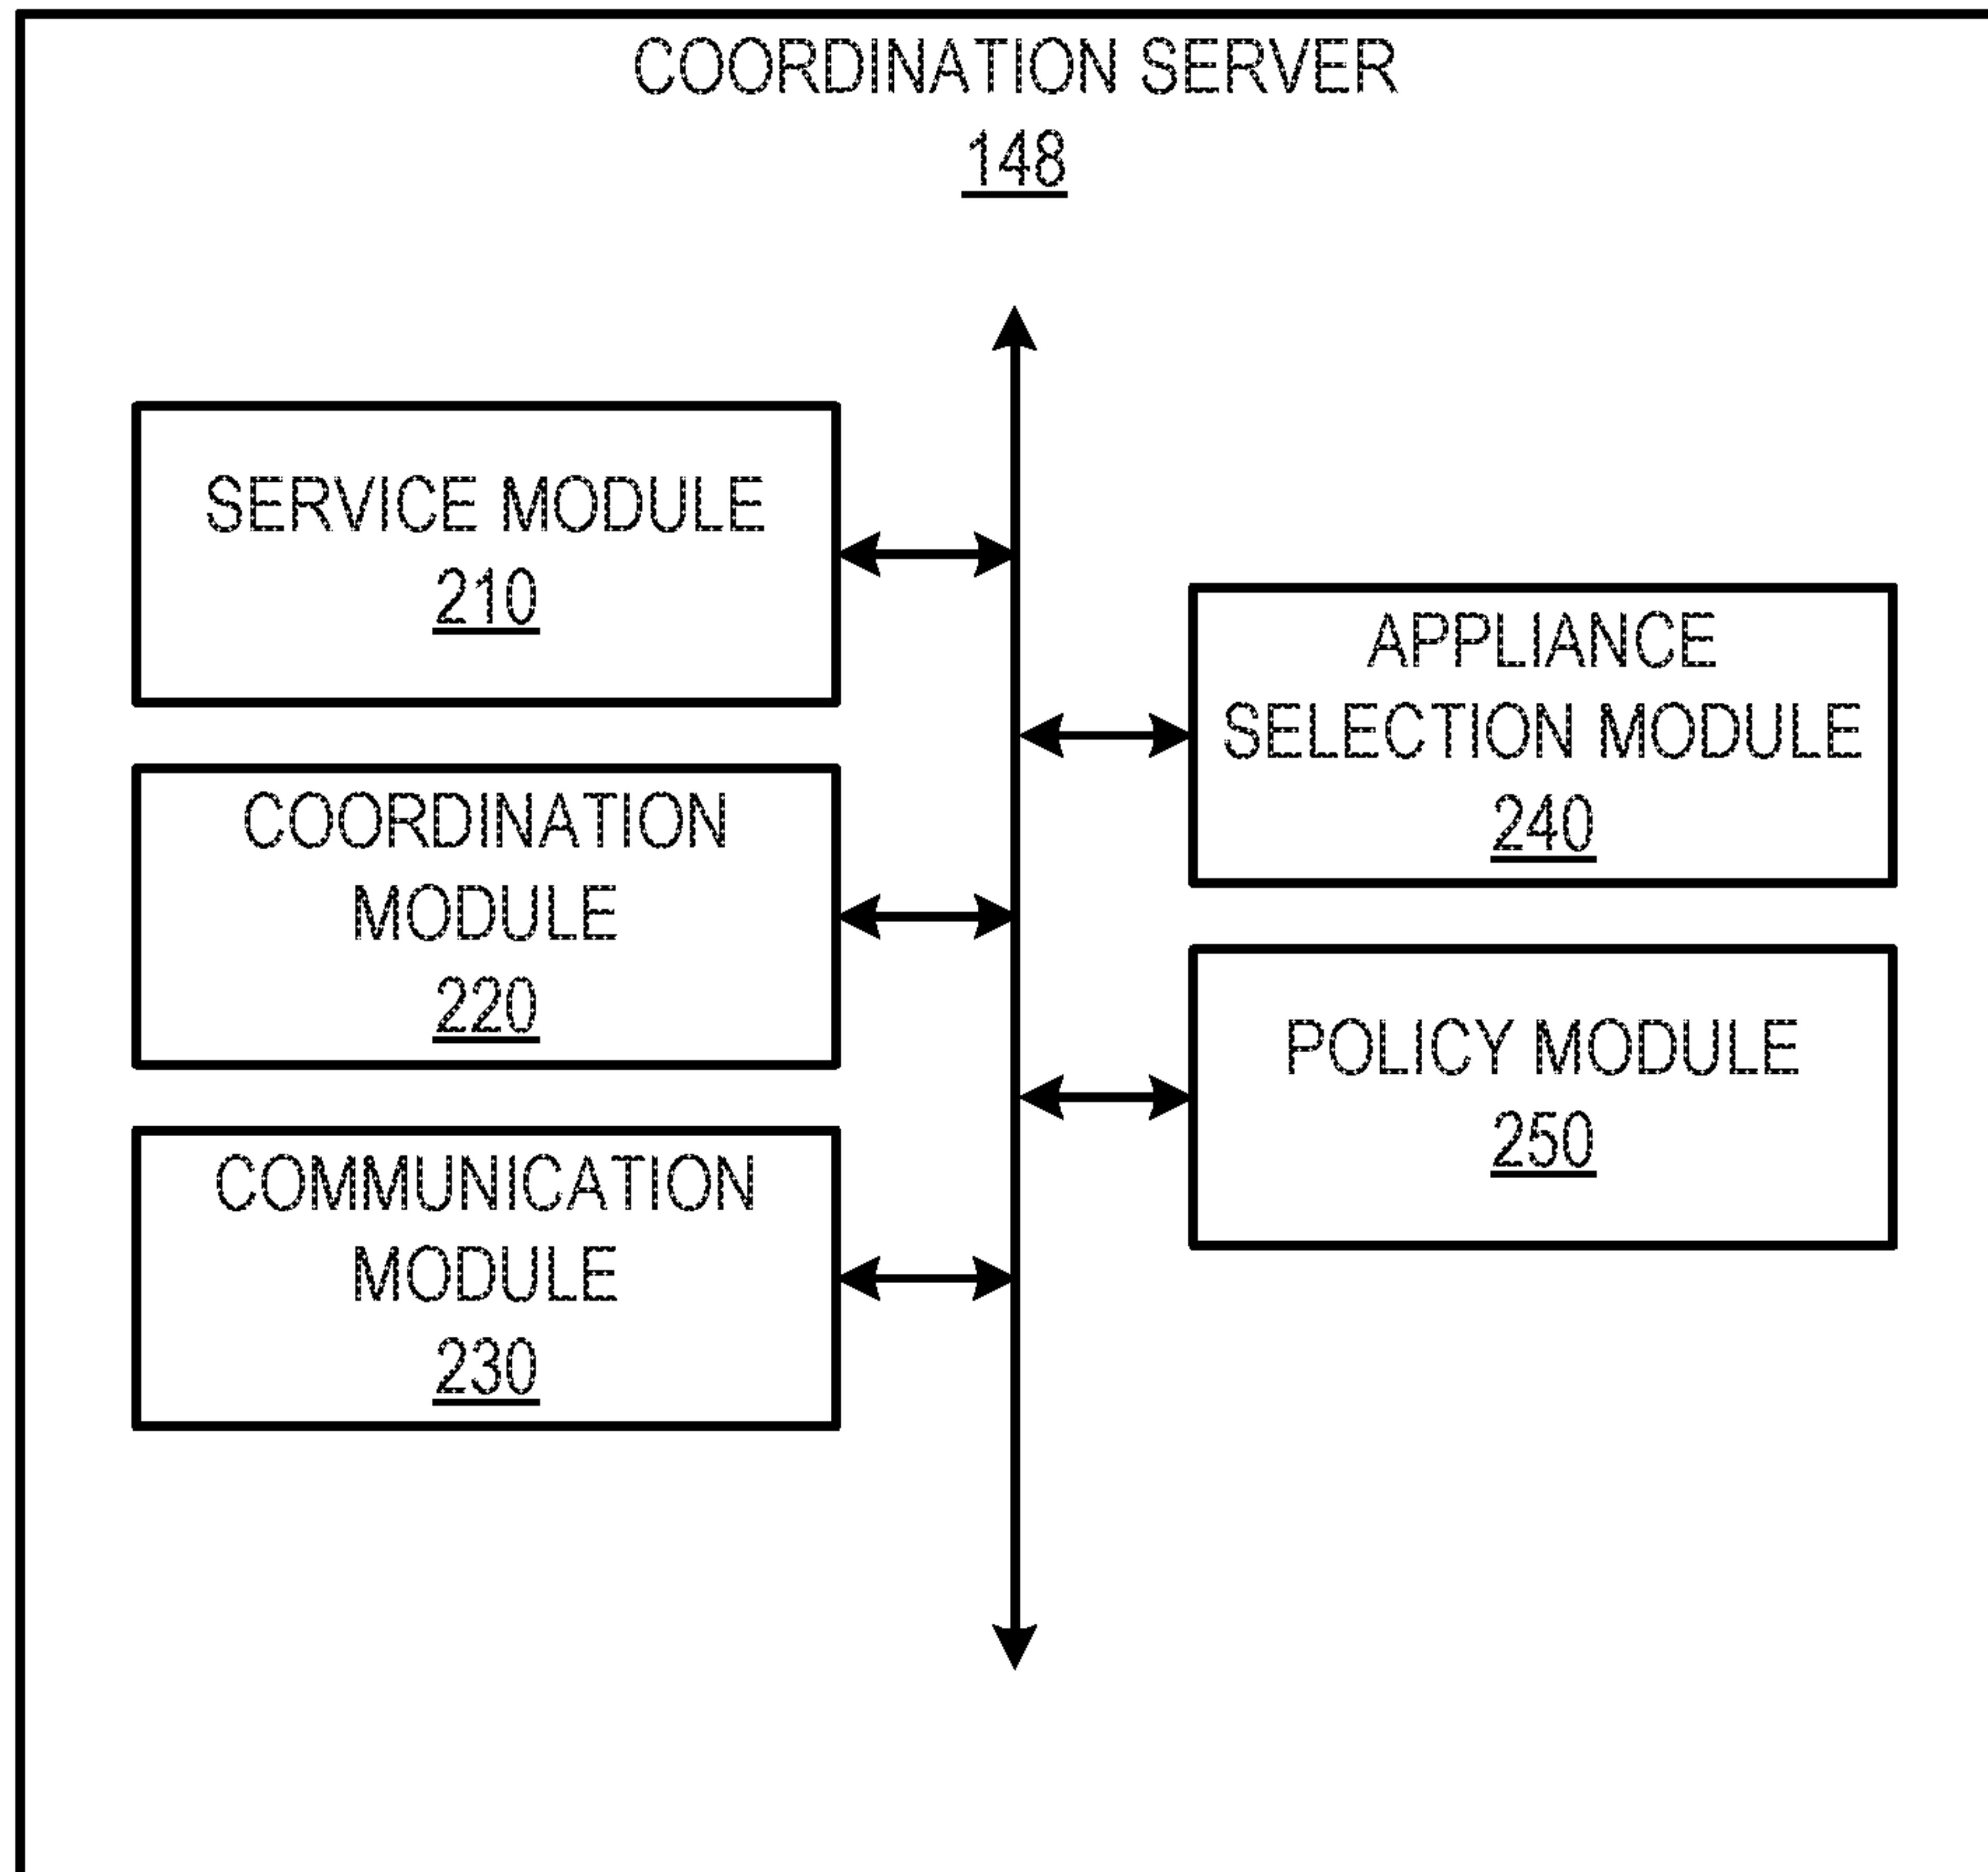 COORDINATION SERVER
148
SERVICE MODULE
210
COORDINATION
MODULE
220
COMMUNICATION
MODULE
230
APPLIANCE
SELECTION MODULE
240
POLICY MODULE
250